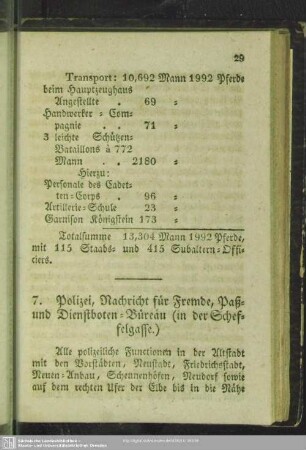 29
Transport: 10,692 Mann 1992 Pferde
beim Hauptzeughaus
Angestellte . 69 =
Handwerker = Com-
pagnie . . 71 =
3 leichte Schützen-
Bataillons à 772
Mann . . 2180 =
Hierzu:
Personale des Cadet-
ten-Corps . 96 =
Artillerie-Schule 23 =
Garnison Königstein 173 =
Totalsumme 13,304 Mann 1992 Pferde,
mit 115 Staabs- und 415 Subaltern-Offi-
ciers.
7. Polizei, Nachricht für Fremde, Paß-
und Dienstboten-Büreau (in der Schef-
felgasse.)
Alle polizeiliche Functionen in der Altstadt
mit den Vorstädten, Neustadt, Friedrichsstadt,
Neuen-Anbau, Scheunenhöfen, Neudorf sowie
auf dem rechten Ufer der Elbe bis in die Nähe